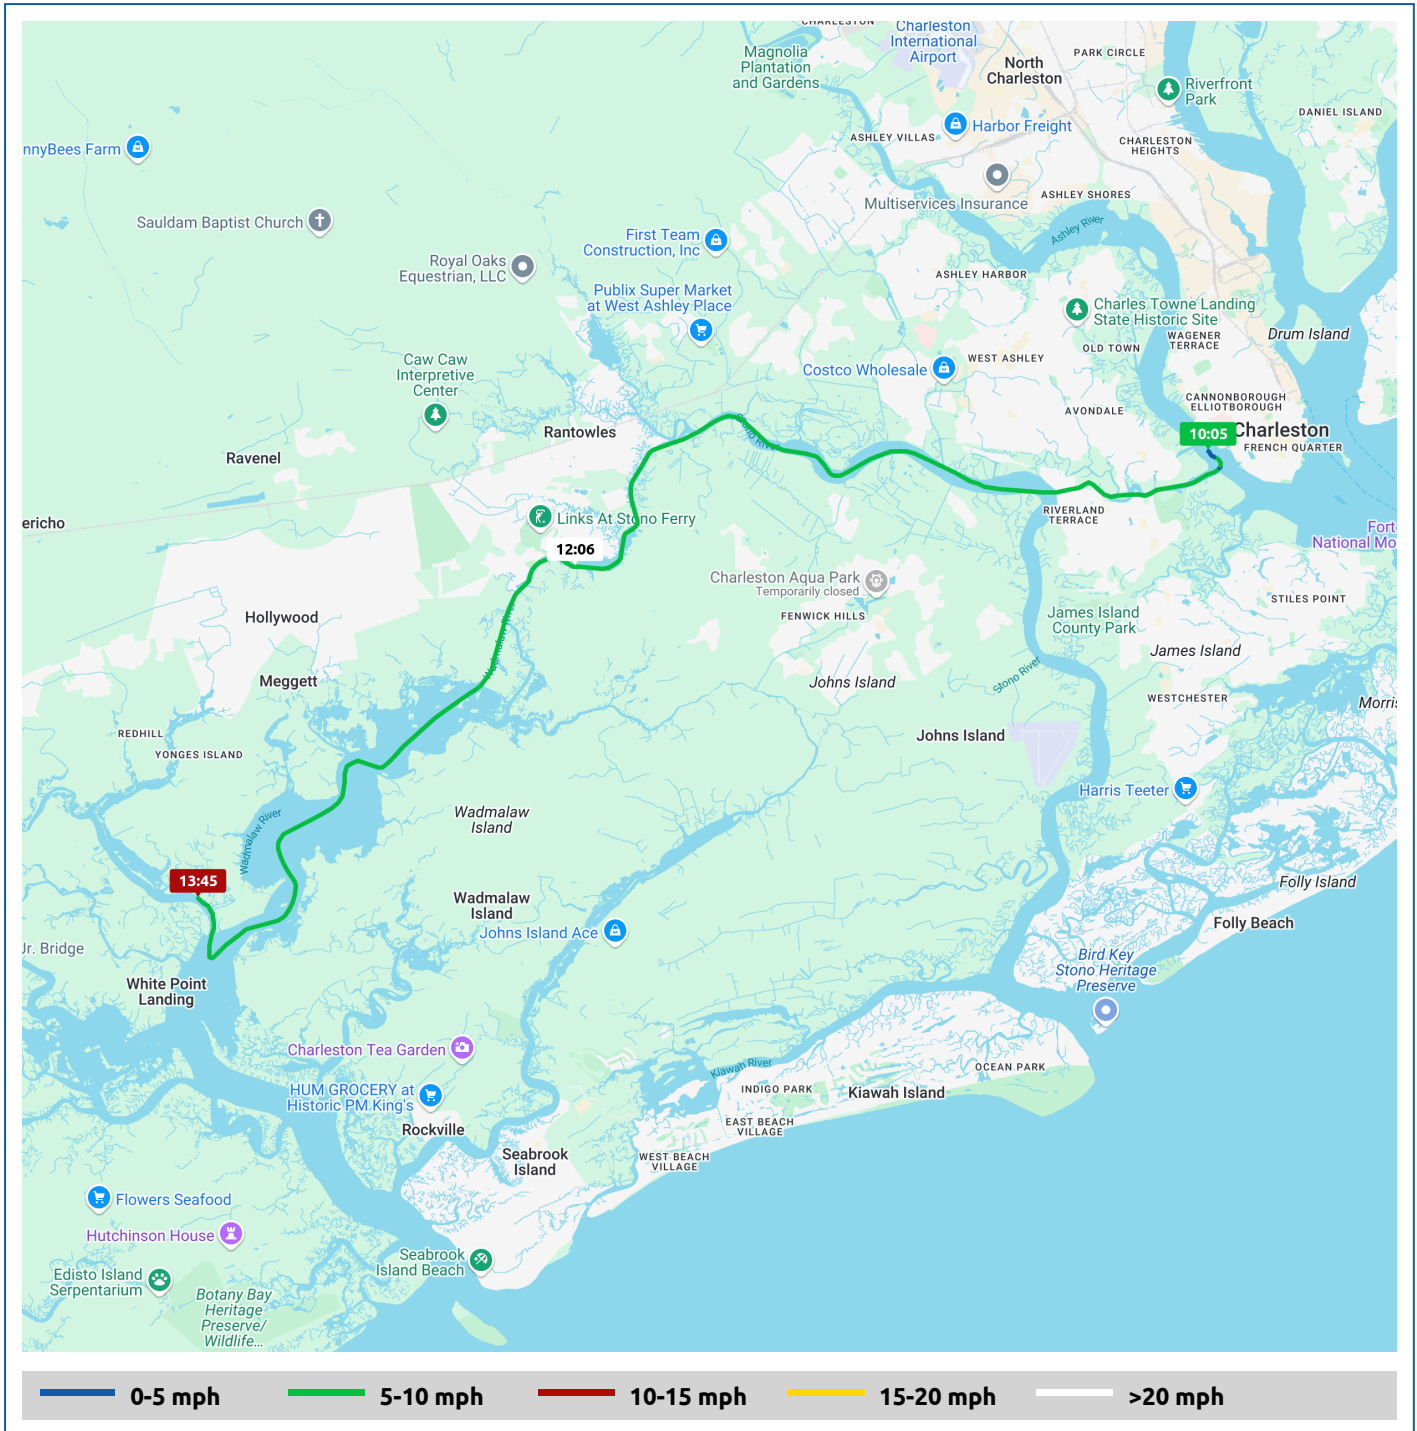 CHARLESTON
Charleston
International
Airport
Magnolia
Plantation
and Gardens
North
Charleston
PARK CIRCLE
Riverfront
Park
DANIEL ISLAND
ASHLEY VILLAS
Harbor Freight
CHARLESTON
HEIGHTS
nnyBees Farm
Multiservices Insurance
ASHLEY SHORES
Sauldam Baptist Church
Ashley River
First Team
Construction, Inc
Royal Oaks
Equestrian, LLC
ASHLEY HARBOR
Publix Super Market
at West Ashley Place
Charles Towne Landing
State Historic Site
WAGENER
TERRACE
Drum Island
OLD TOWN
WEST ASHLEY
Caw Caw
Interpretive
Center
Costco Wholesale
CANNONBOROUGH
ELLIOTBOROUGH
AVONDALE
Rantowles
Stono River
10:05
Charleston
FRENCH QUARTER
Ravenel
ericho
Links At Stono Ferry
RIVERLAND
TERRACE
Fort
National Mo
12:06
Charleston Aqua Park
Temporarily closed
FENWICK HILLS
STILES POINT
Hollywood
James Island
County Park
Wadmalaw River
James Island
Meggett
Johns Island
Stono River
WESTCHESTER
Morris
REDHILL
YONGES ISLAND
Johns Island
Harris Teeter
Wadmalaw
Island
Wadmalaw River
13:45
Folly Island
Wadmalaw
Island
Johns Island Ace
Folly Beach
Jr. Bridge
Bird Key
Stono Heritage
Preserve
White Point
Landing
Charleston Tea Garden
Kiawah River
OCEAN PARK
INDIGO PARK
Kiawah Island
HUM GROCERY at
Historic PM King's
Rockville
EAST BEACH
VILLAGE
Seabrook
Island
WEST BEACH
VILLAGE
Flowers Seafood
Hutchinson House
Seabrook
Island Beach
Edisto Island
Serpentarium
Botany Bay
Heritage
Preserve/
Wildlife...
0-5 mph 5-10 mph 10-15 mph 15-20 mph >20 mph